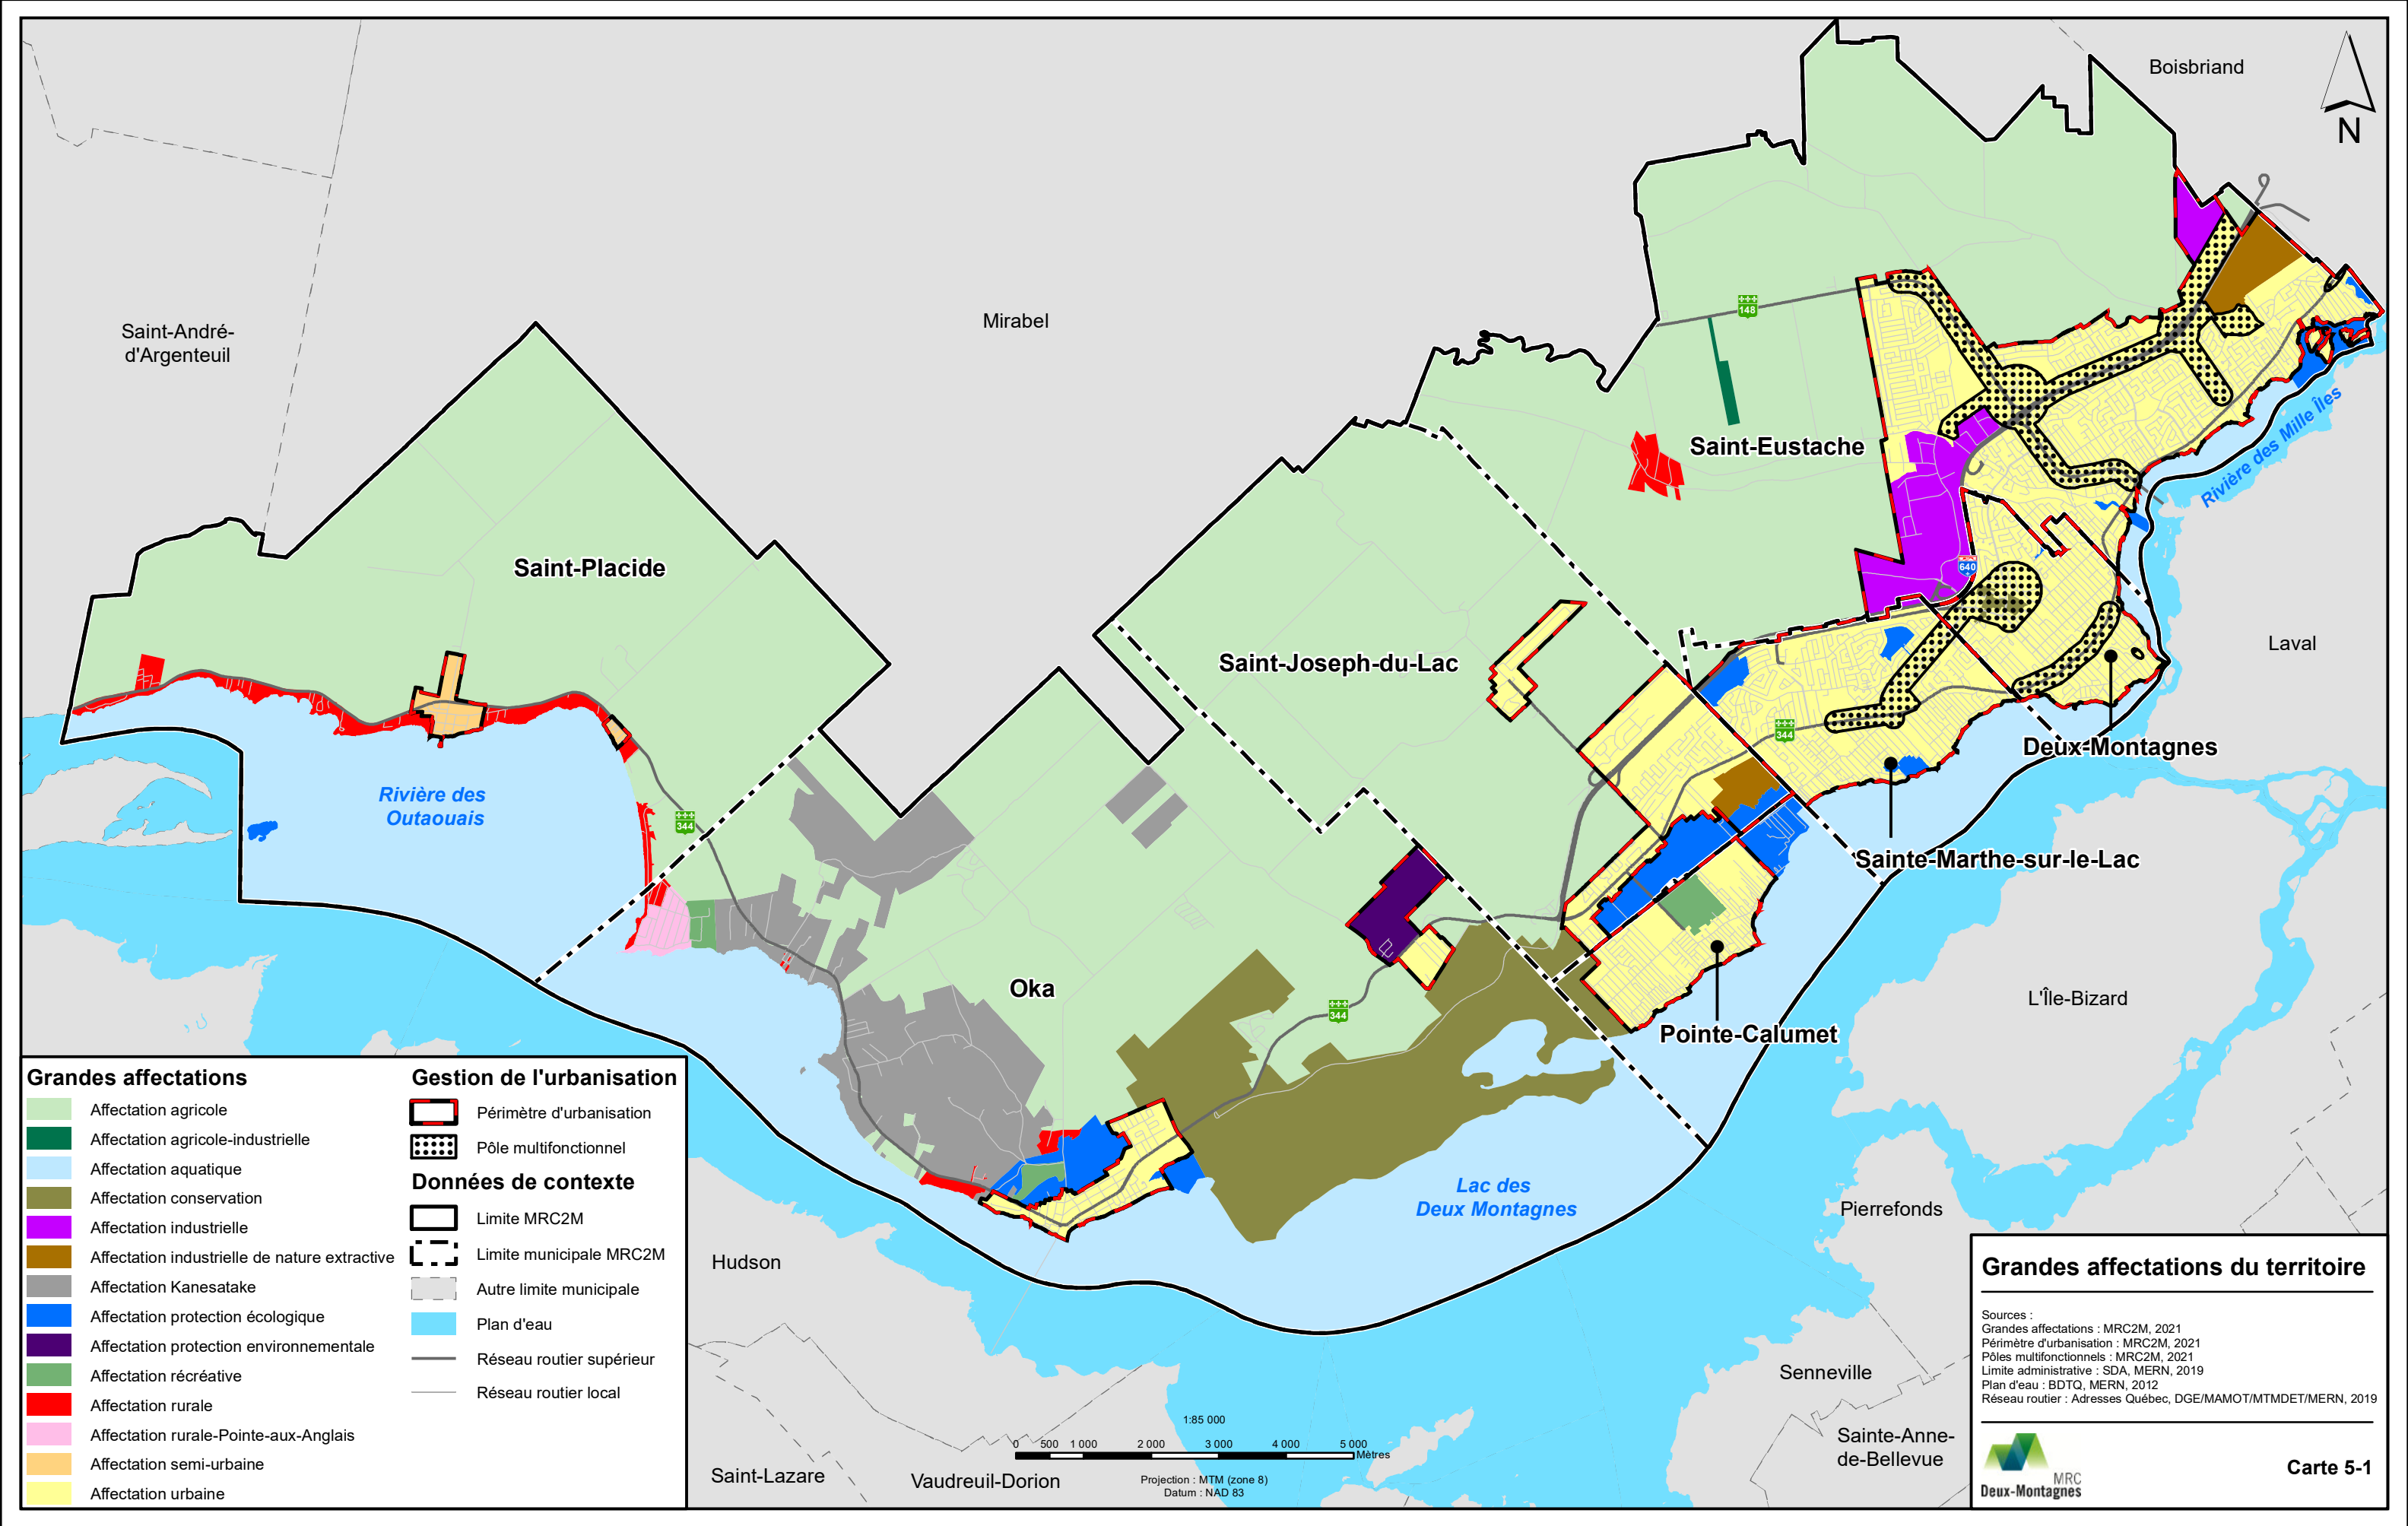 Boisbriand
N
Saint-André-
d'Argenteuil
Mirabel
148
Saint-Eustache
Rivière des Mille Îles
Saint-Placide
640
Saint-Joseph-du-Lac
Laval
344
Deux-Montagnes
Rivière des
Outaouais
344
Sainte-Marthe-sur-le-Lac
Oka
344
L'Île-Bizard
Pointe-Calumet
Lac des
Deux Montagnes
Pierrefonds
Hudson
Senneville
Sainte-Anne-
de-Bellevue
Saint-Lazare
Vaudreuil-Dorion
Grandes affectations
Affectation agricole
Affectation agricole-industrielle
Affectation aquatique
Affectation conservation
Affectation industrielle
Affectation industrielle de nature extractive
Affectation Kanesatake
Affectation protection écologique
Affectation protection environnementale
Affectation récréative
Affectation rurale
Affectation rurale-Pointe-aux-Anglais
Affectation semi-urbaine
Affectation urbaine
Gestion de l'urbanisation
Périmètre d'urbanisation
Pôle multifonctionnel
Données de contexte
Limite MRC2M
Limite municipale MRC2M
Autre limite municipale
Plan d'eau
Réseau routier supérieur
Réseau routier local
1:85 000
0 500 1 000 2 000 3 000 4 000 5 000
Mètres
Projection : MTM (zone 8)
Datum : NAD 83
Grandes affectations du territoire
Sources :
Grandes affectations : MRC2M, 2021
Périmètre d'urbanisation : MRC2M, 2021
Pôles multifonctionnels : MRC2M, 2021
Limite administrative : SDA, MERN, 2019
Plan d'eau : BDTQ, MERN, 2012
Réseau routier : Adresses Québec, DGE/MAMOT/MTMDET/MERN, 2019
MRC
Deux-Montagnes
Carte 5-1